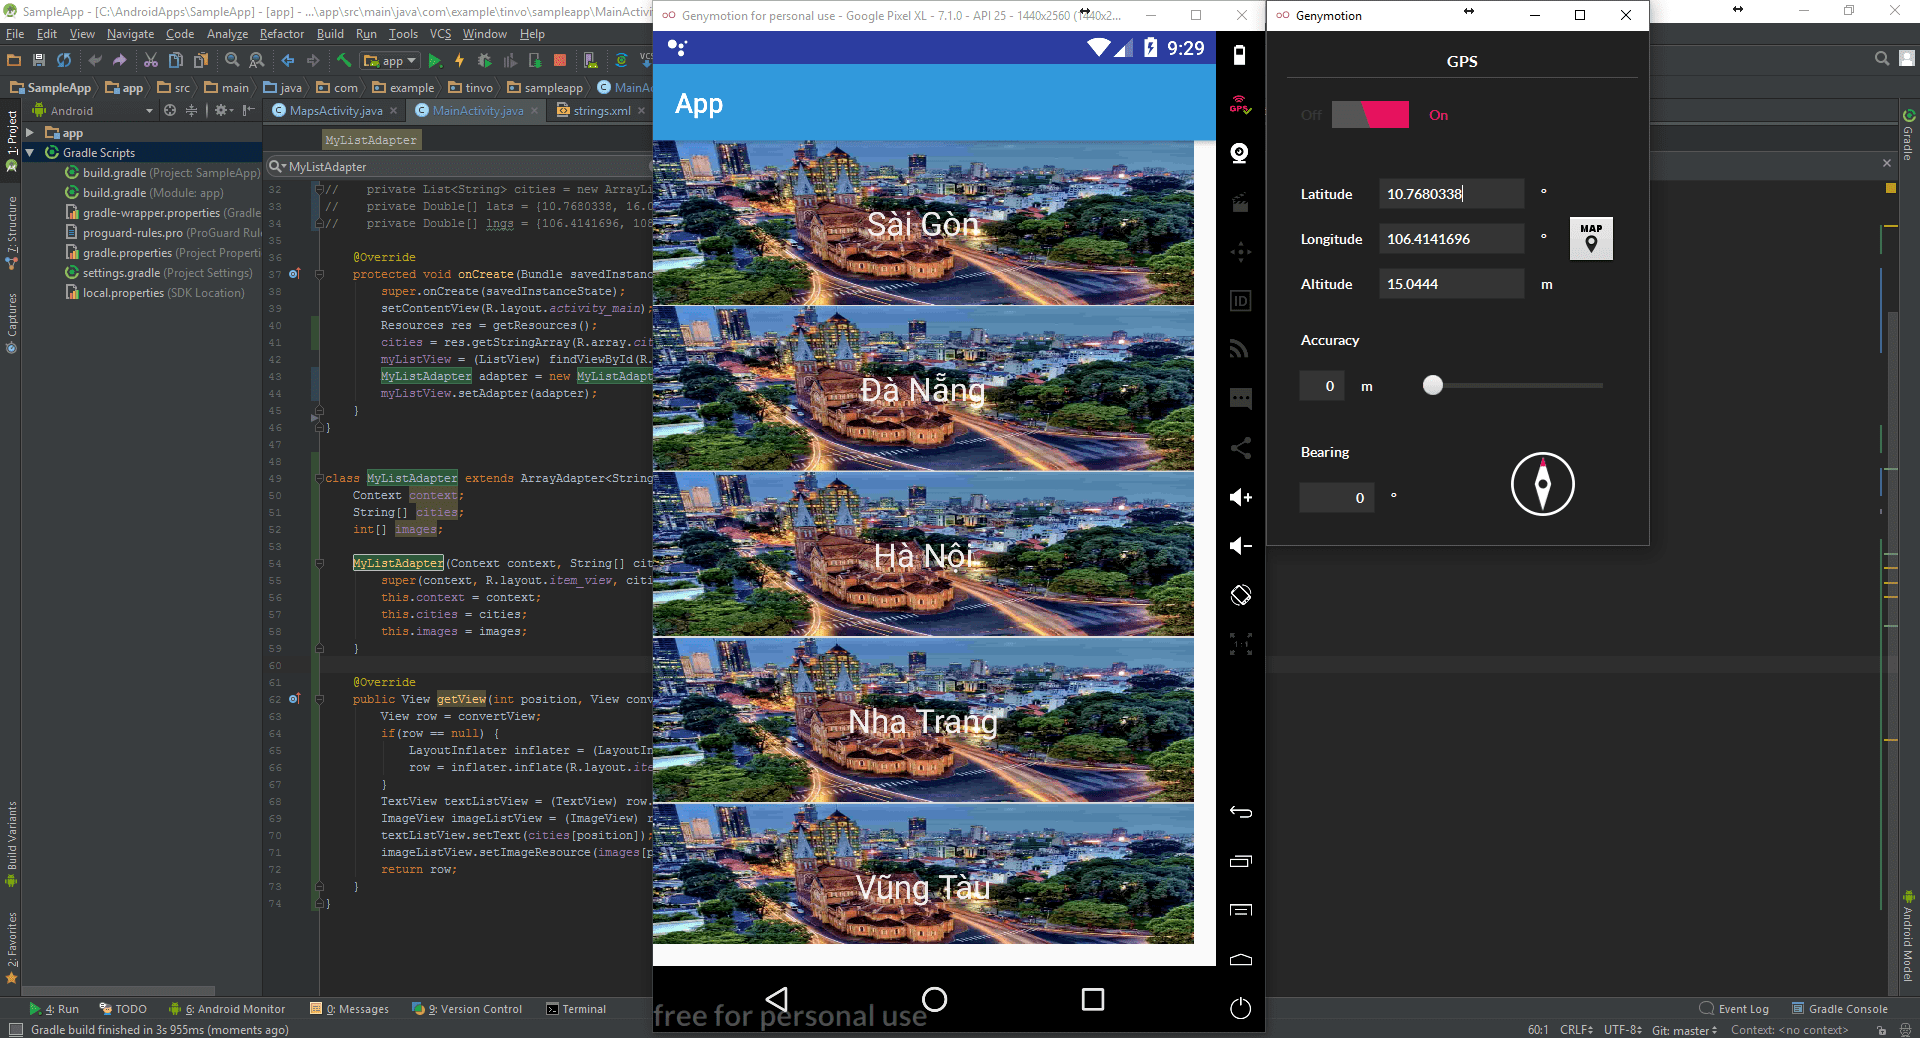 SampleApp - [C:\AndroidApps\SampleApp] - [app] - ...\app\src\main\java\com\example\tinvo\sampleapp\MainActivi
File Edit View Navigate Code Analyze Refactor Build Run Tools VCS Window Help
app
SampleApp app src main java com example tinvo sampleapp MainAc
Android
MapsActivity.java MainActivity.java strings.xml
1: Project
7: Structure
Captures
Build Variants
2: Favorites
app
Gradle Scripts
build.gradle (Project: SampleApp)
build.gradle (Module: app)
gradle-wrapper.properties (Gradle
proguard-rules.pro (ProGuard Rule
gradle.properties (Project Properti
settings.gradle (Project Settings)
local.properties (SDK Location)
MyListAdapter
MyListAdapter
32 // private List<String> cities = new ArrayLi
33 // private Double[] lats = {10.7680338, 16.0
34 // private Double[] lngs = {106.4141696, 108
35
36 @Override
37 protected void onCreate(Bundle savedInstanc
38 super.onCreate(savedInstanceState);
39 setContentView(R.layout.activity_main);
40 Resources res = getResources();
41 cities = res.getStringArray(R.array.cit
42 myListView = (ListView) findViewById(R.
43 MyListAdapter adapter = new MyListAdapt
44 myListView.setAdapter(adapter);
45 }
46 }
47
48
49 class MyListAdapter extends ArrayAdapter<String
50 Context context;
51 String[] cities;
52 int[] images;
53
54 MyListAdapter(Context context, String[] cit
55 super(context, R.layout.item_view, citi
56 this.context = context;
57 this.cities = cities;
58 this.images = images;
59 }
60
61 @Override
62 public View getView(int position, View conv
63 View row = convertView;
64 if(row == null) {
65 LayoutInflater inflater = (LayoutIn
66 row = inflater.inflate(R.layout.ite
67 }
68 TextView textListView = (TextView) row.
69 ImageView imageListView = (ImageView) r
70 textListView.setText(cities[position]);
71 imageListView.setImageResource(images[p
72 return row;
73 }
74 }
Genymotion for personal use - Google Pixel XL - 7.1.0 - API 25 - 1440x2560 (1440x2...
9:29
App
Sài Gòn
Đà Nẵng
Hà Nội
Nha Trang
Vũng Tàu
free for personal use
GPS
ID
1:1
Genymotion
GPS
Off On
Latitude 10.7680338 °
Longitude 106.4141696 °
MAP
Altitude 15.0444 m
Accuracy
0 m
Bearing
0 °
Gradle
Android Model
4: Run TODO 6: Android Monitor 0: Messages 9: Version Control Terminal
Event Log Gradle Console
Gradle build finished in 3s 955ms (moments ago)
60:1 CRLF UTF-8 Git: master Context: <no context>